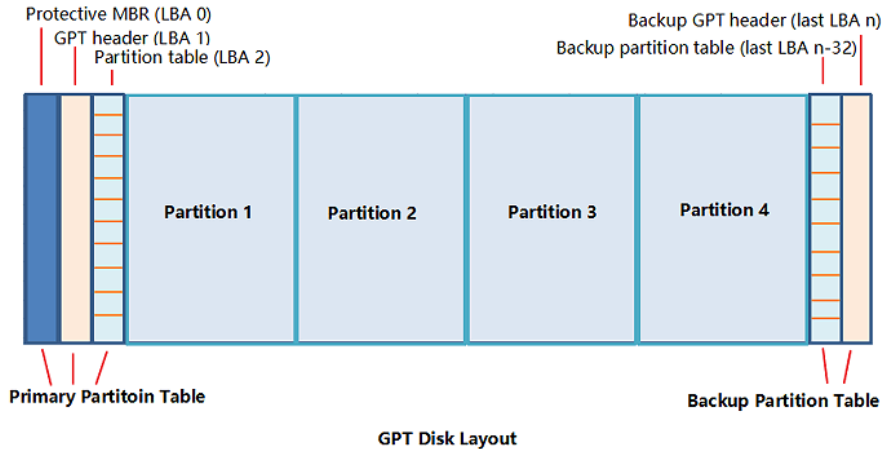 Protective MBR (LBA 0)
GPT header (LBA 1)
Partition table (LBA 2)
Backup GPT header (last LBA n)
Backup partition table (last LBA n-32)
Partition 1
Partition 2
Partition 3
Partition 4
Primary Partitoin Table
Backup Partition Table
GPT Disk Layout